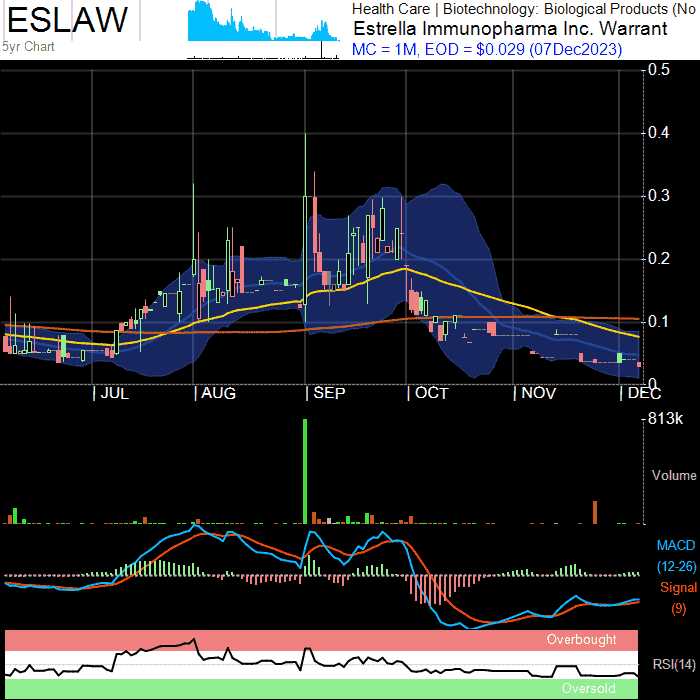 ESLAW
5yr Chart
Health Care | Biotechnology: Biological Products (No
Estrella Immunopharma Inc. Warrant
MC = 1M, EOD = $0.029 (07Dec2023)
0.5
0.4
0.3
0.2
0.1
0
JUL AUG SEP OCT NOV DEC
813k
Volume
MACD
(12-26)
Signal
(9)
Overbought
RSI(14)
Oversold